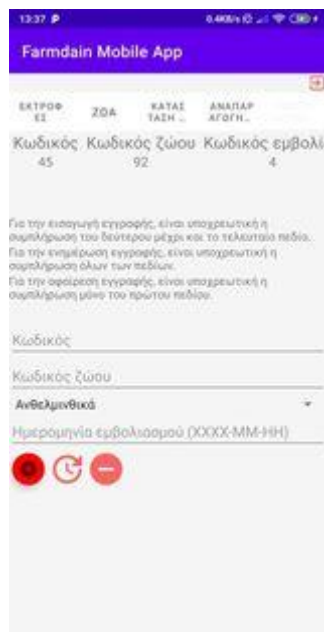 13:37
Farmdain Mobile App
ΕΚΤΡΟΦ
ΕΣ
ΖΩΑ
ΚΑΤΑΣ
ΤΑΣΗ ..
ΑΝΑΠΑΡ
ΑΓΩΓΗ..
Κωδικός Κωδικός ζώου Κωδικός εμβολί
45 92 4
Για την εισαγωγή εγγραφής, είναι υποχρεωτική η
συμπλήρωση του δεύτερου μέχρι και το τελευταίο πεδίο.
Για την ενημέρωση εγγραφής, είναι υποχρεωτική η
συμπλήρωση όλων των πεδίων.
Για την αφαίρεση εγγραφής, είναι υποχρεωτική η
συμπλήρωση μόνο του πρώτου πεδίου.
Κωδικός
Κωδικός ζώου
Ανθελμινθικά
Ημερομηνία εμβολιασμού (XXXX-MM-HH)